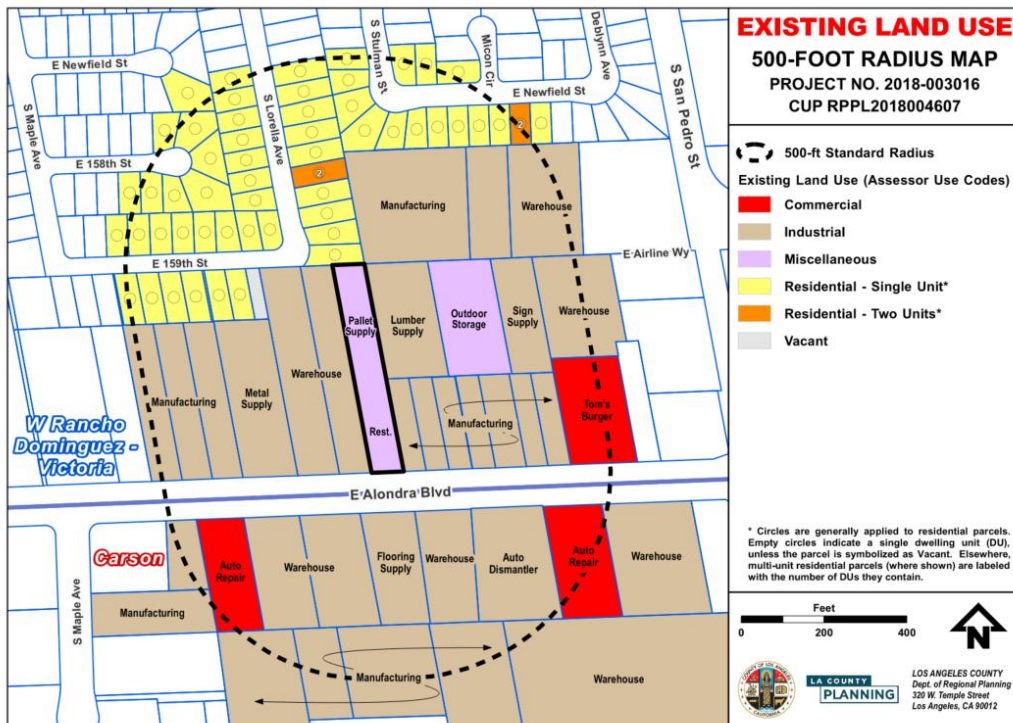 EXISTING LAND USE
500-FOOT RADIUS MAP
PROJECT NO. 2018-003016
CUP RPPL2018004607
500-ft Standard Radius
Existing Land Use (Assessor Use Codes)
Commercial
Industrial
Miscellaneous
Residential - Single Unit*
Residential - Two Units*
Vacant
* Circles are generally applied to residential parcels.
Empty circles indicate a single dwelling unit (DU),
unless the parcel is symbolized as Vacant. Elsewhere,
multi-unit residential parcels (where shown) are labeled
with the number of DUs they contain.
Feet
0 200 400
N
LA COUNTY
PLANNING
LOS ANGELES COUNTY
Dept. of Regional Planning
320 W. Temple Street
Los Angeles, CA 90012
E Newfield St
S Maple Ave
E 158th St
S Lorella Ave
S Stulman St
Micon Cir
Deblynn Ave
E Newfield St
S San Pedro St
2
2
E 159th St
E Airline Wy
Manufacturing
Warehouse
Pallet
Supply
Rest.
Lumber
Supply
Outdoor
Storage
Sign
Supply
Warehouse
Manufacturing
Metal
Supply
Warehouse
Manufacturing
Tom's
Burger
W Rancho
Dominguez -
Victoria
E Alondra Blvd
Carson
S Maple Ave
Manufacturing
Auto
Repair
Warehouse
Flooring
Supply
Warehouse
Auto
Dismantler
Auto
Repair
Warehouse
Manufacturing
Warehouse